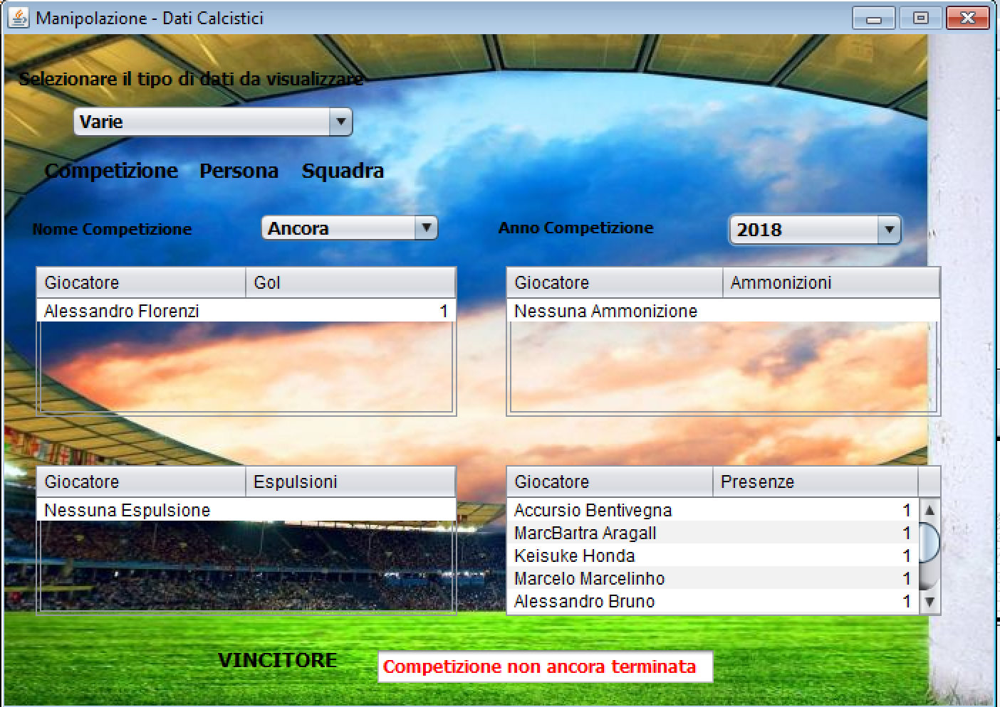 Manipolazione - Dati Calcistici
Selezionare il tipo di dati da visualizzare
Varie
Competizione Persona Squadra
Nome Competizione Ancora Anno Competizione 2018
Giocatore Gol
Alessandro Florenzi 1
Giocatore Ammonizioni
Nessuna Ammonizione
Giocatore Espulsioni
Nessuna Espulsione
Giocatore Presenze
Accursio Bentivegna 1
MarcBartra Aragall 1
Keisuke Honda 1
Marcelo Marcelinho 1
Alessandro Bruno 1
VINCITORE Competizione non ancora terminata